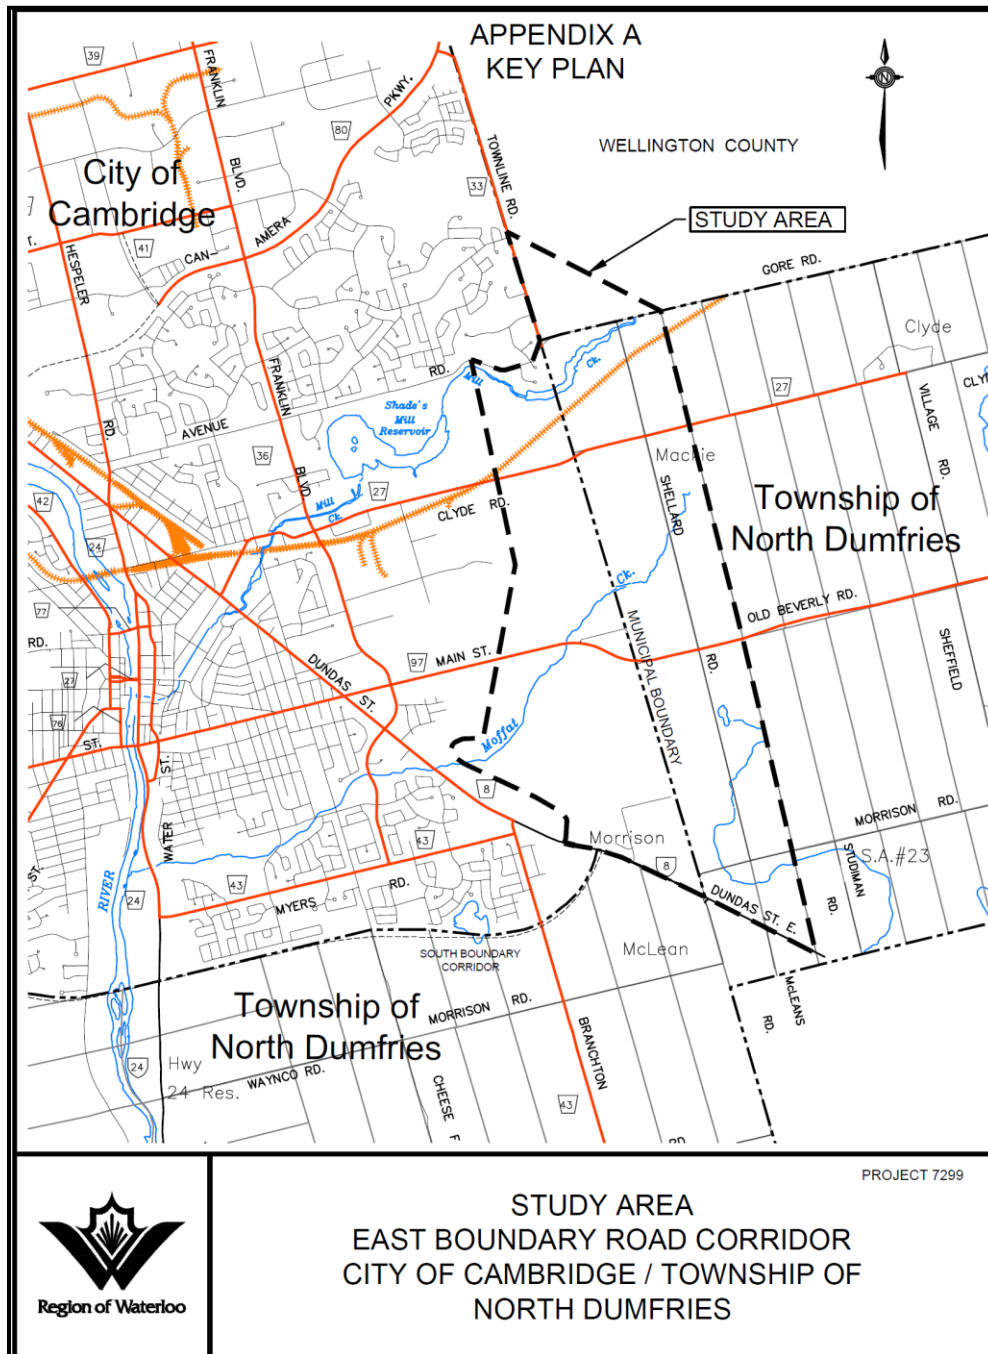 APPENDIX A
KEY PLAN
WELLINGTON COUNTY
STUDY AREA
N
39
FRANKLIN
BLVD.
80
CAN-
AMERA
PKWY.
TOWNLINE RD.
33
City of
Cambridge
41
T.
HESPELER
RD.
GORE RD.
Clyde
27
VILLAGE
RD.
CLY
FRANKLIN
BLVD.
AVENUE
RD.
36
Mill
Ck.
Shade's
Mill
Reservoir
Mill
Ck.
27
CLYDE RD.
Mackie
SHELLARD
RD.
Township of
North Dumfries
42
24
77
RD.
27
76
ST.
ST.
Ck.
MUNICIPAL BOUNDARY
OLD BEVERLY RD.
SHEFFIELD
97
MAIN ST.
DUNDAS ST.
Moffat
8
WATER
ST.
43
Morrison
8
MORRISON RD.
S.A.#23
STUDIMAN
RD.
DUNDAS ST. E.
RIVER
24
43
MYERS
RD.
SOUTH BOUNDARY
CORRIDOR
McLean
McLEANS
RD.
Township of
North Dumfries
MORRISON RD.
24
Hwy
24 Res.
WAYNCO RD.
CHEESE F
BRANCHTON
43
RD
PROJECT 7299
Region of Waterloo
STUDY AREA
EAST BOUNDARY ROAD CORRIDOR
CITY OF CAMBRIDGE / TOWNSHIP OF
NORTH DUMFRIES